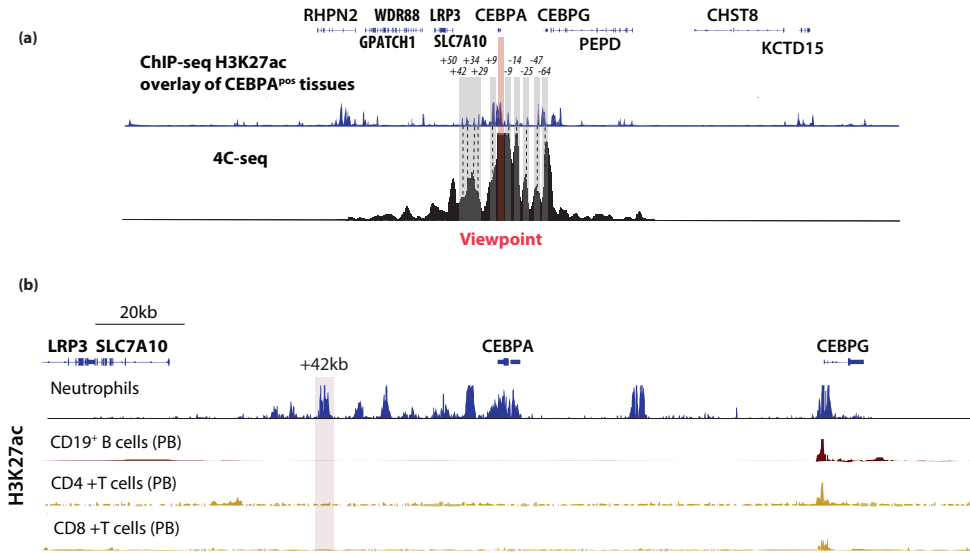 RHPN2 WDR88 LRP3 CEBPA CEBPG CHST8
(a)
GPATCH1 SLC7A10 PEPD KCTD15
ChIP-seq H3K27ac
overlay of CEBPApos tissues
+50 +34 +9 -14 -47
+42 +29 -9 -25 -64
4C-seq
Viewpoint
(b)
20kb
LRP3 SLC7A10 CEBPA CEBPG
+42kb
Neutrophils
H3K27ac
CD19+ B cells (PB)
CD4 +T cells (PB)
CD8 +T cells (PB)